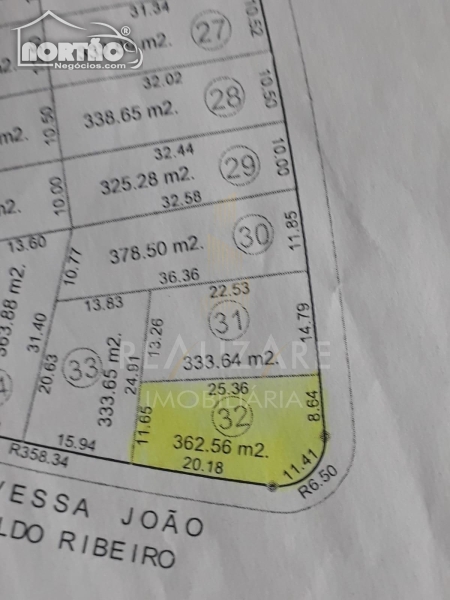 NORTÃO
Negócios.com
31.34
27
10.52
m2.
32.02
28
338.65 m2.
10.50
10.50
m2.
32.44
29
325.28 m2.
10.00
10.00
32.58
m2.
30
378.50 m2.
11.85
13.60
10.77
36.36
363.88 m2.
31.40
13.83
22.53
31
333.64 m2.
14.79
13.26
24.91
33
333.65 m2.
20.63
REALIZARE
IMOBILIÁRIA
25.36
32
362.56 m2.
8.64
11.65
20.18
11.41
R6.50
15.94
R358.34
VESSA JOÃO
LDO RIBEIRO